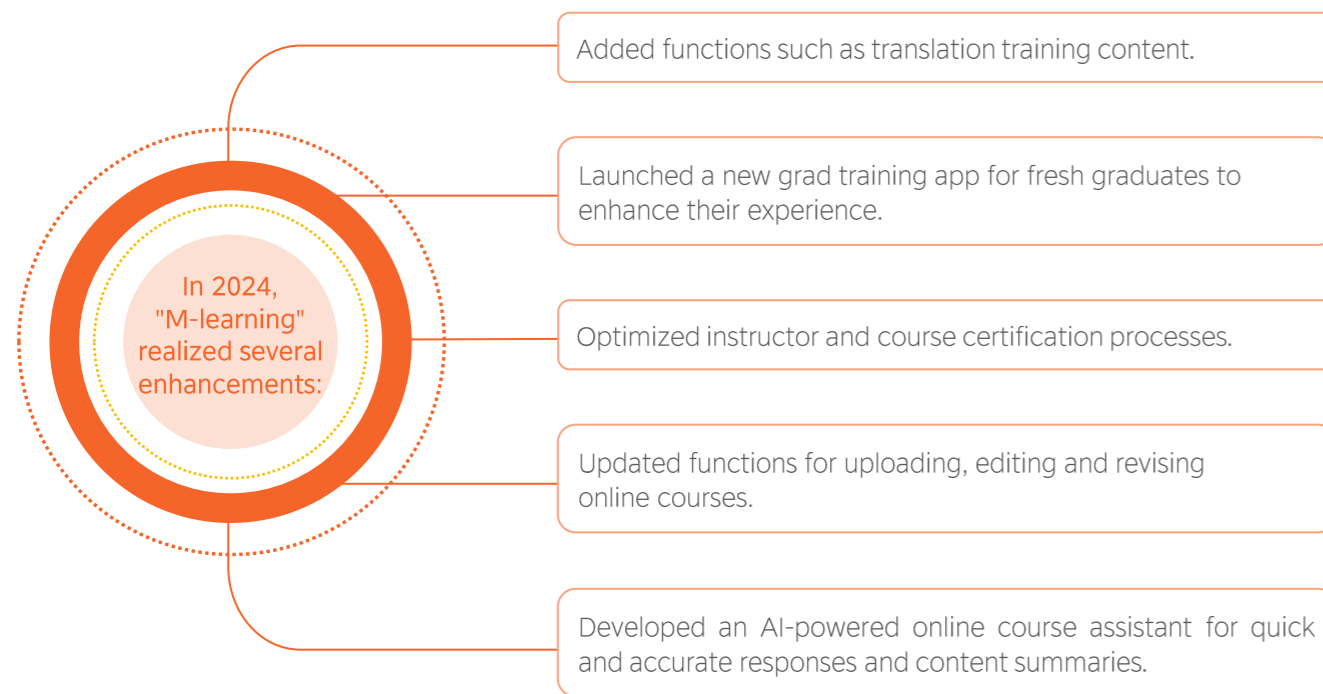 In 2024,
"M-learning"
realized several
enhancements:
Added functions such as translation training content.
Launched a new grad training app for fresh graduates to
enhance their experience.
Optimized instructor and course certification processes.
Updated functions for uploading, editing and revising
online courses.
Developed an AI-powered online course assistant for quick
and accurate responses and content summaries.